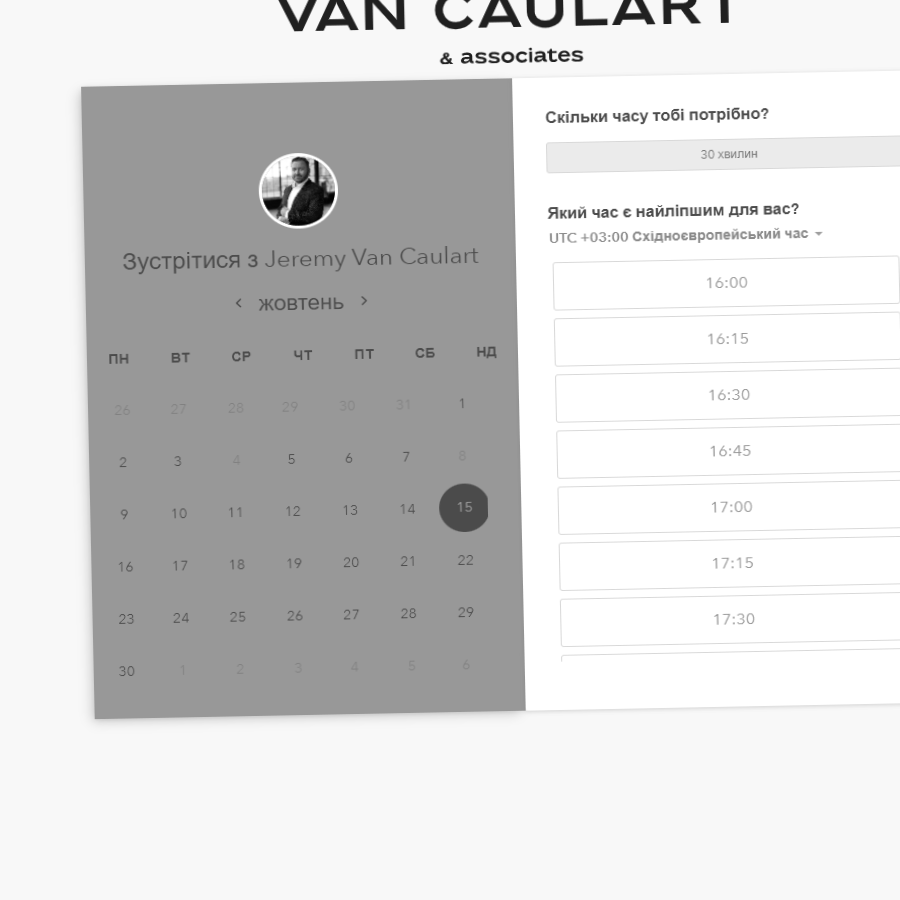 VAN CAULART
& associates
Зустрітися з Jeremy Van Caulart
жовтень
ПН ВТ СР ЧТ ПТ СБ НД
26 27 28 29 30 31 1
2 3 4 5 6 7 8
9 10 11 12 13 14 15
16 17 18 19 20 21 22
23 24 25 26 27 28 29
30 1 2 3 4 5 6
Скільки часу тобі потрібно?
30 хвилин
Який час є найліпшим для вас?
UTC +03:00 Східноєвропейський час
16:00
16:15
16:30
16:45
17:00
17:15
17:30